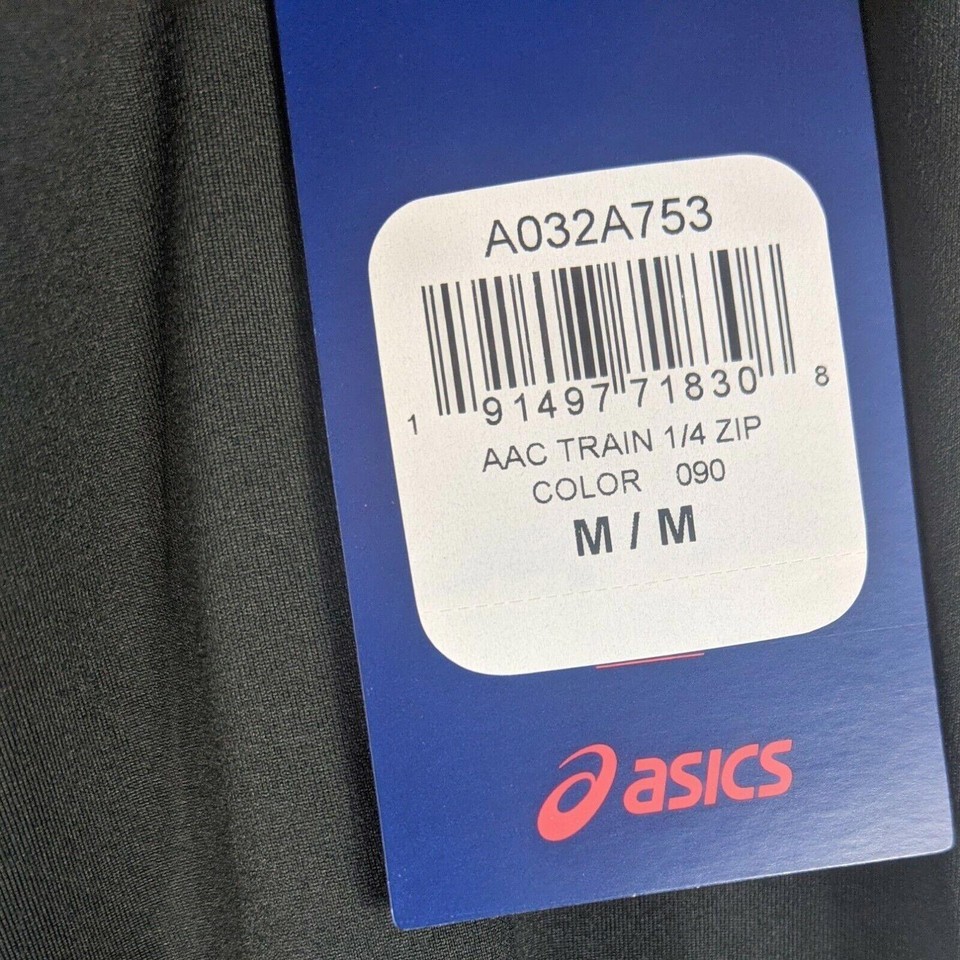 A032A753
1 91497 71830 8
AAC TRAIN 1/4 ZIP
COLOR 090
M / M
asics